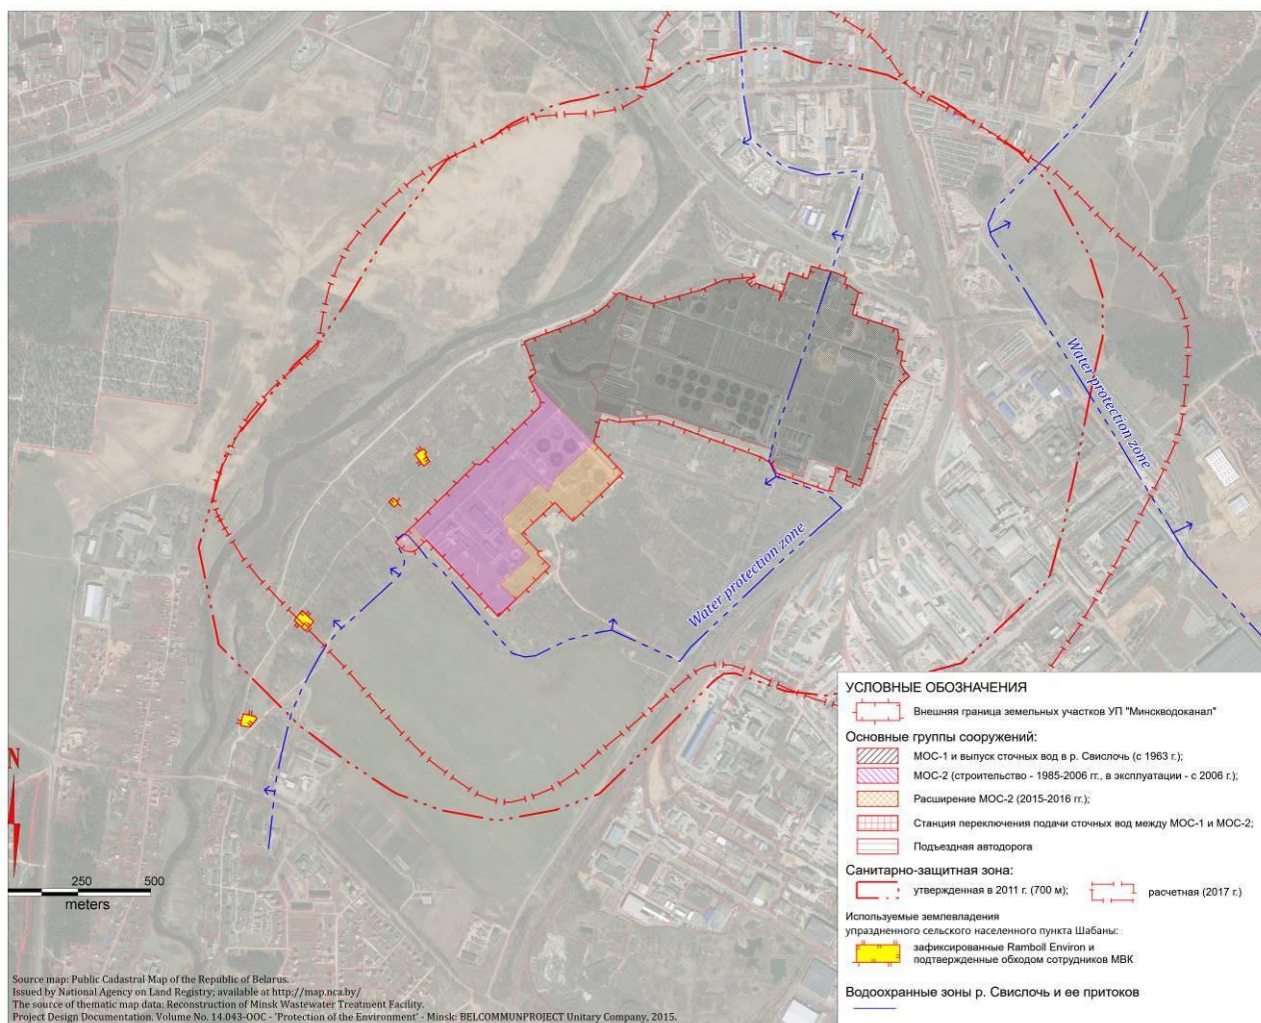 Water protection zone
Water protection zone
УСЛОВНЫЕ ОБОЗНАЧЕНИЯ
Внешняя граница земельных участков УП "Минскводоканал"
Основные группы сооружений:
МОС-1 и выпуск сточных вод в р. Свислочь (с 1963 г.);
МОС-2 (строительство - 1985-2006 гг., в эксплуатации - с 2006 г.);
Расширение МОС-2 (2015-2016 гг.);
Станция переключения подачи сточных вод между МОС-1 и МОС-2;
Подъездная автодорога
Санитарно-защитная зона:
утвержденная в 2011 г. (700 м);
расчетная (2017 г.)
Используемые землевладения
упраздненного сельского населенного пункта Шабаны:
зафиксированные Ramboll Environ и
подтвержденные обходом сотрудников МВК
Водоохранные зоны р. Свислочь и ее притоков
N
250 500
meters
Source map: Public Cadastral Map of the Republic of Belarus.
Issued by National Agency on Land Registry; available at http://map.nca.by/
The source of thematic map data: Reconstruction of Minsk Wastewater Treatment Facility.
Project Design Documentation. Volume No. 14.043-OOC - 'Protection of the Environment' - Minsk: BELCOMMUNPROJECT Unitary Company, 2015.